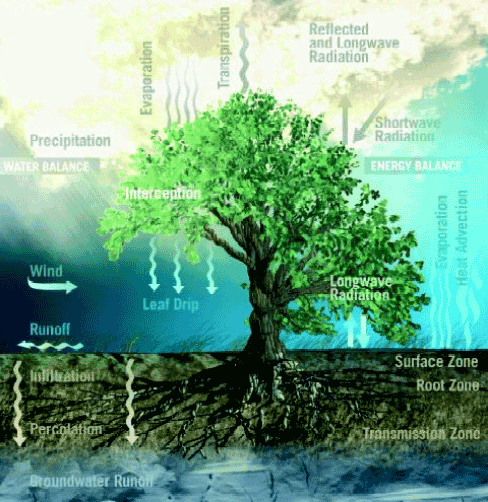 Evaporation
Transpiration
Reflected
and Longwave
Radiation
Precipitation
Shortwave
Radiation
WATER BALANCE
ENERGY BALANCE
Interception
Evaporation
Heat Advection
Wind
Leaf Drip
Longwave
Radiation
Runoff
Surface Zone
Infiltration
Root Zone
Percolation
Transmission Zone
Groundwater Runoff